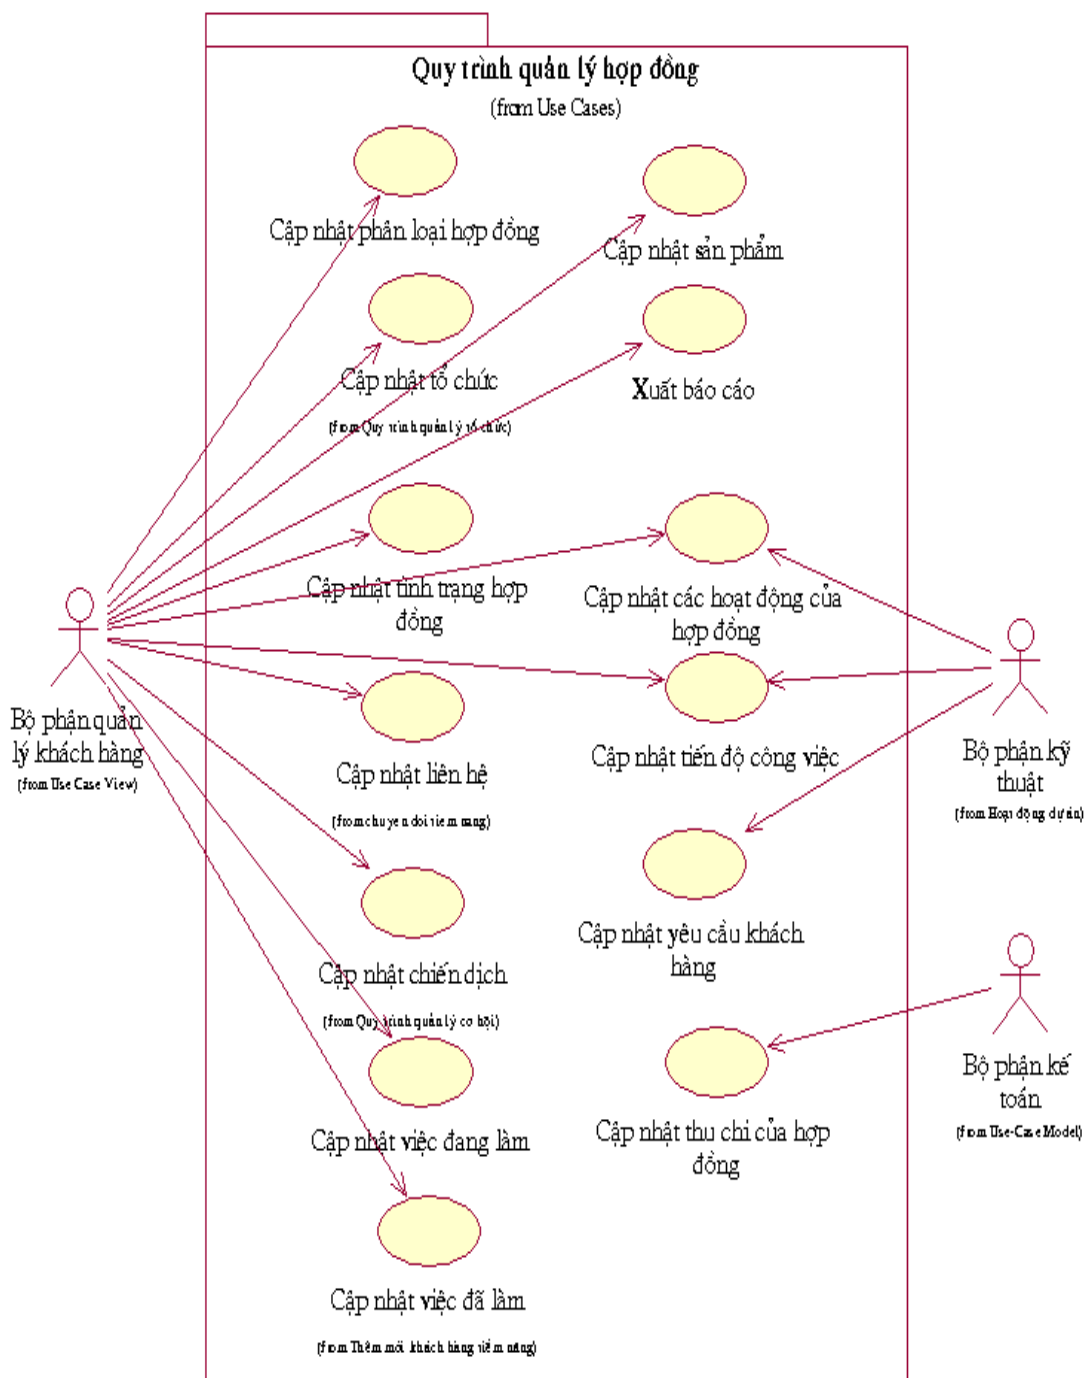 Quy trình quản lý hợp đồng
(from Use Cases)
Cập nhật phân loại hợp đồng
Cập nhật sản phẩm
Cập nhật tổ chức
(from Quy trình quản lý tổ chức)
Xuất báo cáo
Cập nhật tình trạng hợp
đồng
Cập nhật các hoạt động của
hợp đồng
Bộ phận quản
lý khách hàng
(from Use Case View)
Cập nhật liên hệ
(from chuyen doi tiem nang)
Cập nhật tiến độ công việc
Bộ phận kỹ
thuật
(from Hoạt động dự án)
Cập nhật chiến dịch
(from Quy trình quản lý cơ hội)
Cập nhật yêu cầu khách
hàng
Cập nhật việc đang làm
Cập nhật thu chi của hợp
đồng
Bộ phận kế
toán
(from Use-Case Model)
Cập nhật việc đã làm
(from Thêm mới khách hàng tiềm năng)